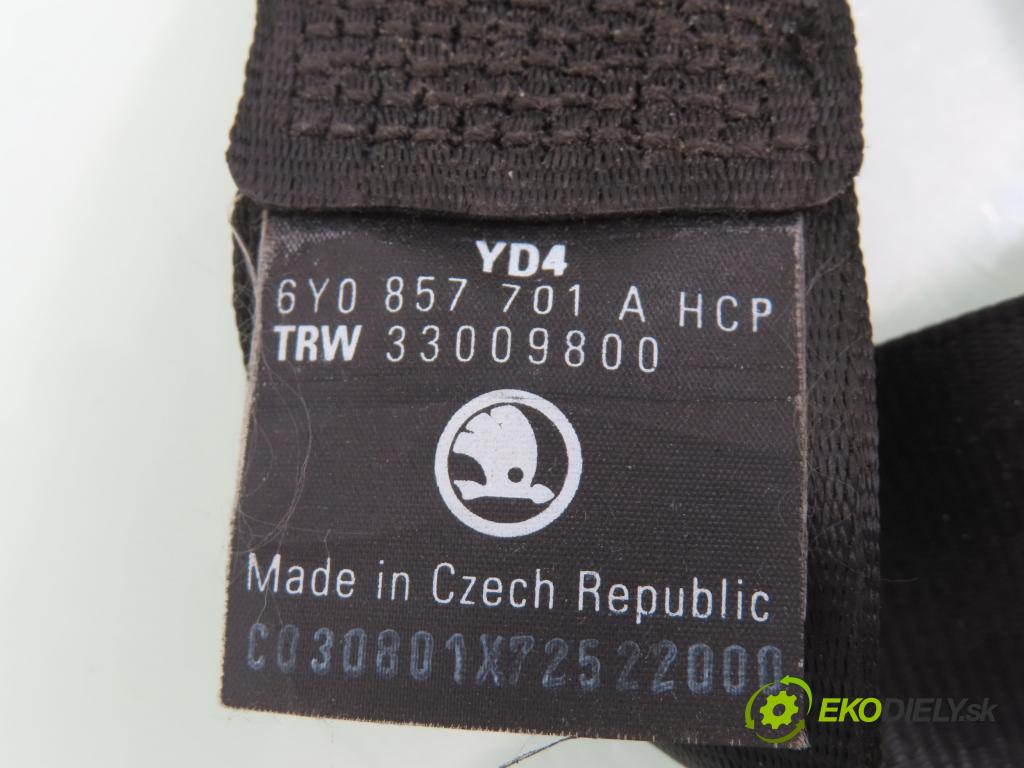 YD4
6Y0 857 701 A HCP
TRW 33009800
Made in Czech Republic
C030801X72522000
EKODIELY.sk